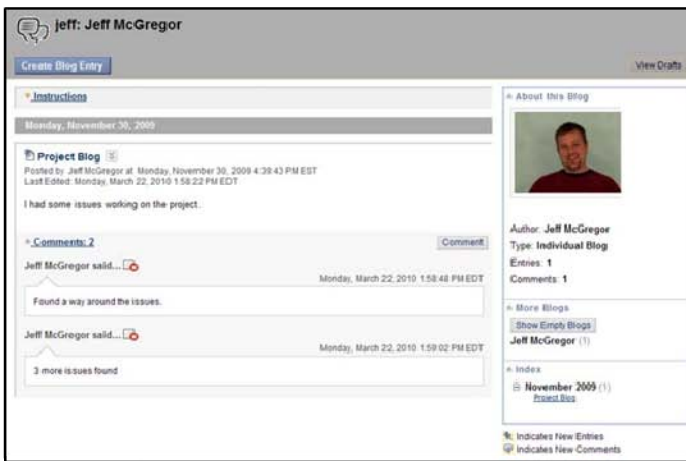 jeff: Jeff McGregor
Create Blog Entry
View Drafts
Instructions
Monday, November 30, 2009
Project Blog
Posted by Jeff McGregor at Monday, November 30, 2009 4:39:43 PM EST
Last Edited: Monday, March 22, 2010 1:58:22 PM EDT
I had some issues working on the project.
Comments: 2
Comment
Jeff McGregor said...
Monday, March 22, 2010 1:58:48 PM EDT
Found a way around the issues.
Jeff McGregor said...
Monday, March 22, 2010 1:59:02 PM EDT
3 more issues found
About this Blog
Author: Jeff McGregor
Type: Individual Blog
Entries: 1
Comments: 1
More Blogs
Show Empty Blogs
Jeff McGregor (1)
Index
November 2009 (1)
Project Blog
Indicates New Entries
Indicates New Comments